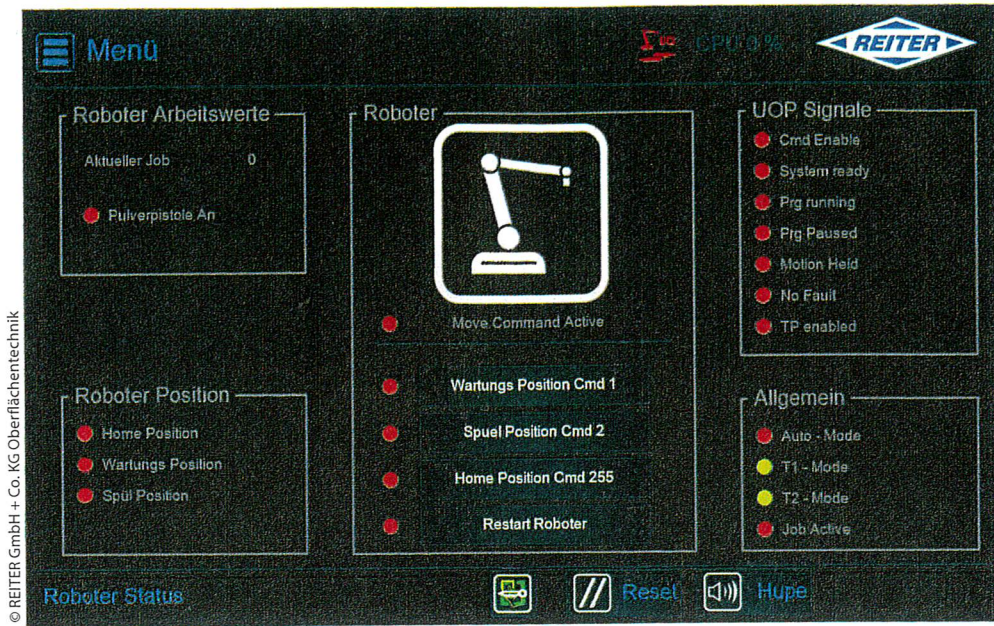 Menü
CPU 0 %
REITER
Roboter Arbeitswerte
Aktueller Job 0
Pulverpistole An
Roboter
Move Command Active
Wartungs Position Cmd 1
Spuel Position Cmd 2
Home Position Cmd 255
Restart Roboter
UOP Signale
Cmd Enable
System ready
Prg running
Prg Paused
Motion Held
No Fault
TP enabled
Roboter Position
Home Position
Wartungs Position
Spül Position
Allgemein
Auto - Mode
T1 - Mode
T2 - Mode
Job Active
Roboter Status
Reset
Hupe
© REITER GmbH + Co. KG Oberflächentechnik